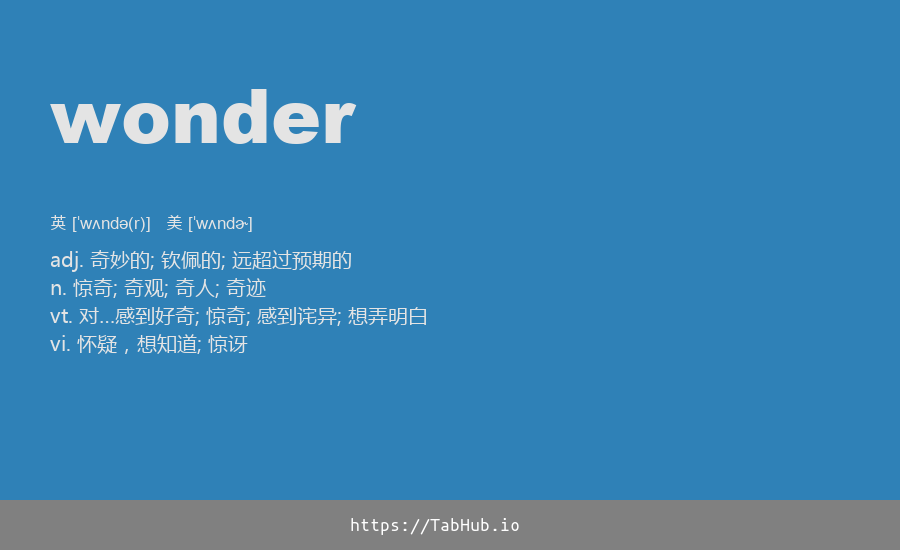 wonder
英 [ˈwʌndə(r)] 美 [ˈwʌndɚ]
adj. 奇妙的; 钦佩的; 远超过预期的
n. 惊奇; 奇观; 奇人; 奇迹
vt. 对...感到好奇; 惊奇; 感到诧异; 想弄明白
vi. 怀疑，想知道; 惊讶
https://TabHub.io